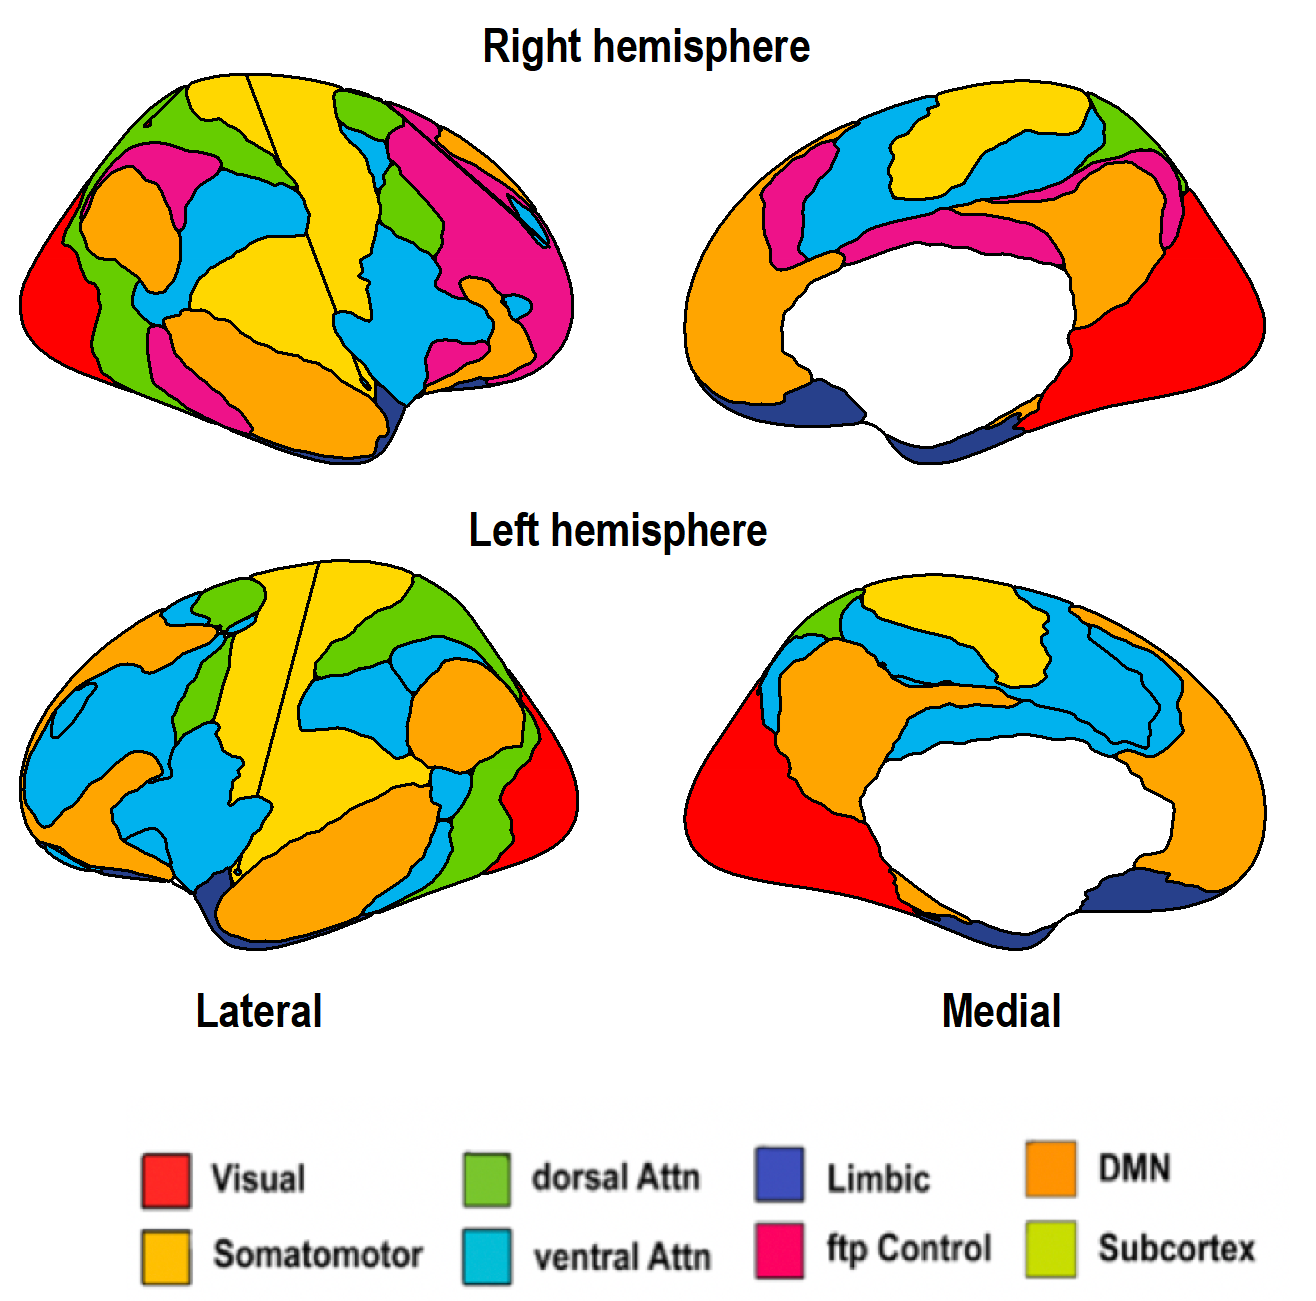 Right hemisphere
Left hemisphere
Lateral
Medial
Visual
dorsal Attn
Limbic
DMN
Somatomotor
ventral Attn
ftp Control
Subcortex